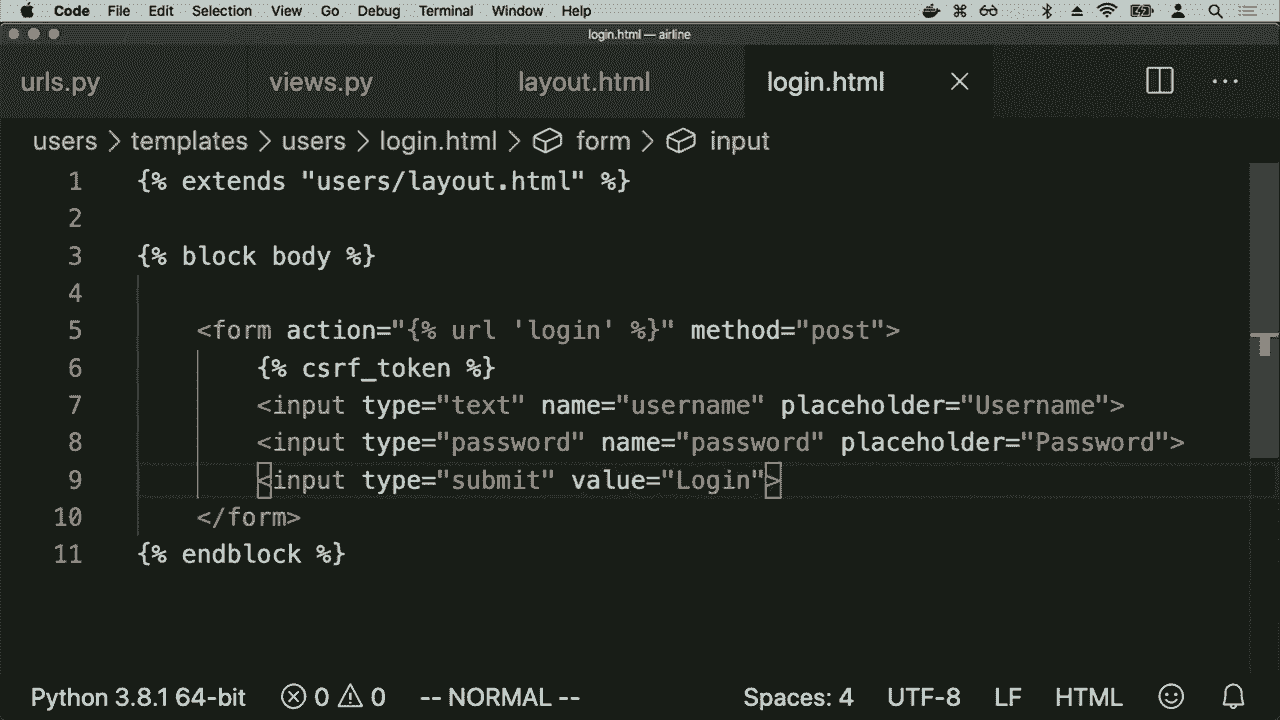 Code File Edit Selection View Go Debug Terminal Window Help
login.html — airline
urls.py views.py layout.html login.html
users > templates > users > login.html > form > input
1 {% extends "users/layout.html" %}
2
3 {% block body %}
4
5 <form action="{% url 'login' %}" method="post">
6 {% csrf_token %}
7 <input type="text" name="username" placeholder="Username">
8 <input type="password" name="password" placeholder="Password">
9 <input type="submit" value="Login">
10 </form>
11 {% endblock %}
Python 3.8.1 64-bit 0 0 -- NORMAL -- Spaces: 4 UTF-8 LF HTML